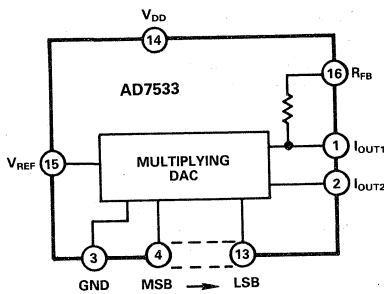 VDD
14
16 RFB
AD7533
VREF 15
MULTIPLYING
DAC
1 IOUT1
2 IOUT2
3 4 13
GND MSB LSB